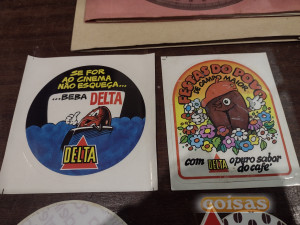 SE FOR
AO CINEMA
NÃO ESQUEÇA...
...BEBA DELTA
DELTA
FESTAS DO POVO
DE CAMPO MAIOR
com DELTA o puro sabor
do café
coisas